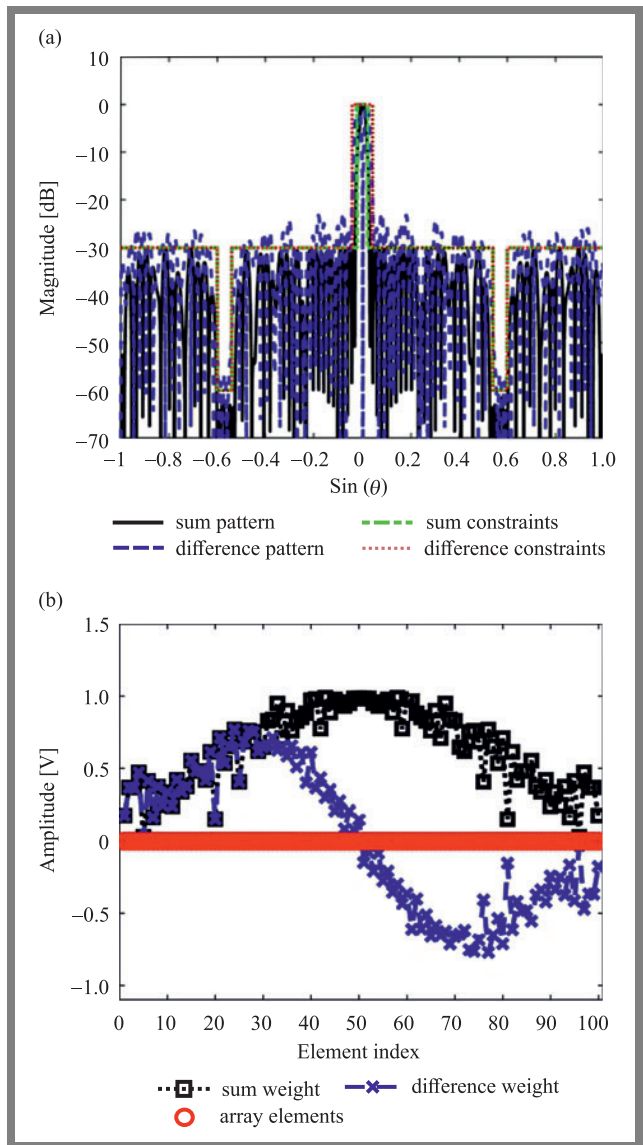 (a)
10
0
−10
−20
−30
−40
−50
−60
−70
Magnitude [dB]
−1 −0.8 −0.6 −0.4 −0.2 0 0.2 0.4 0.6 0.8 1.0
Sin (θ)
sum pattern sum constraints
difference pattern difference constraints
(b)
1.5
1.0
0.5
0
−0.5
−1.0
Amplitude [V]
0 10 20 30 40 50 60 70 80 90 100
Element index
sum weight difference weight
array elements